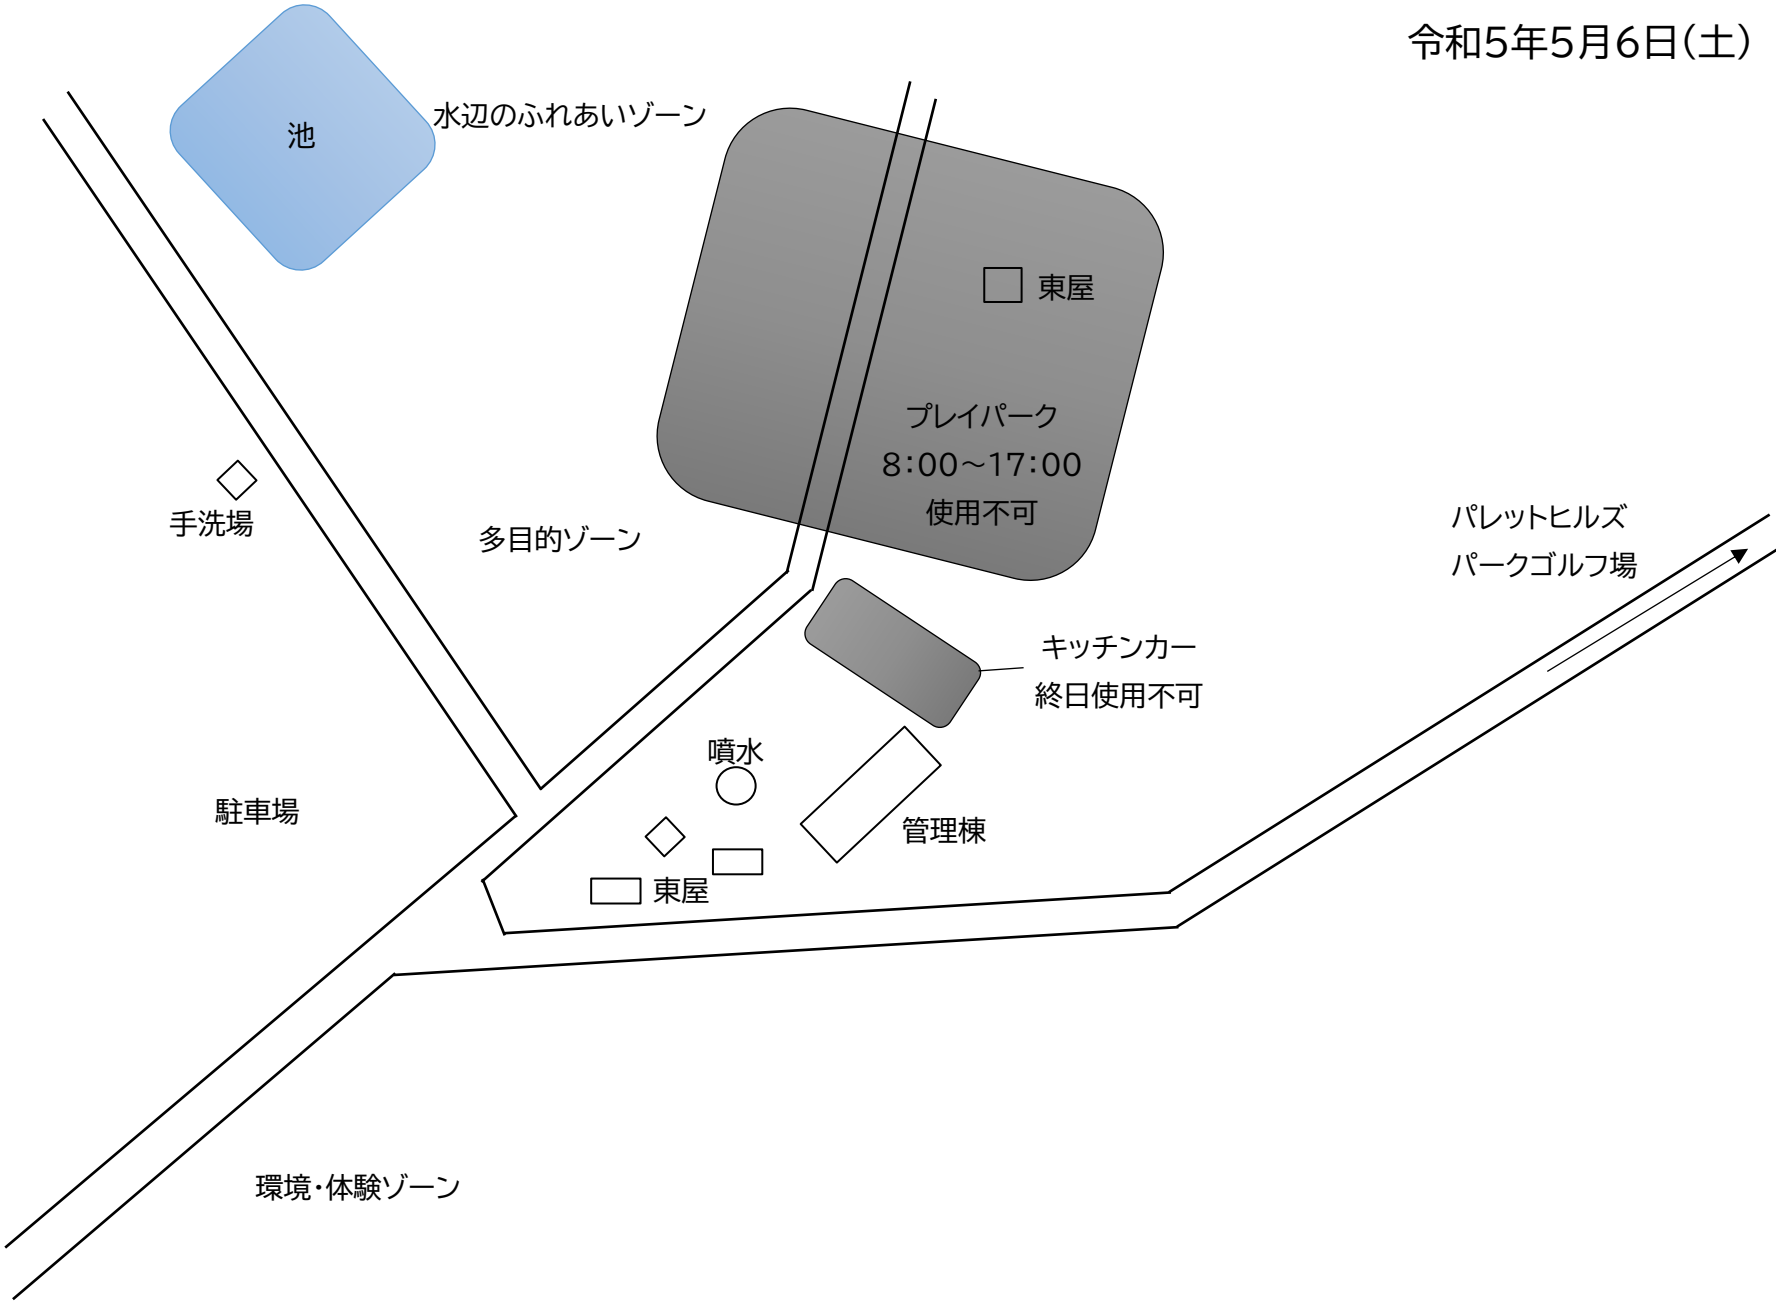 令和5年5月6日(土)
池
水辺のふれあいゾーン
東屋
プレイパーク
8:00~17:00
使用不可
手洗場
多目的ゾーン
パレットヒルズ
パークゴルフ場
キッチンカー
終日使用不可
噴水
駐車場
管理棟
東屋
環境・体験ゾーン